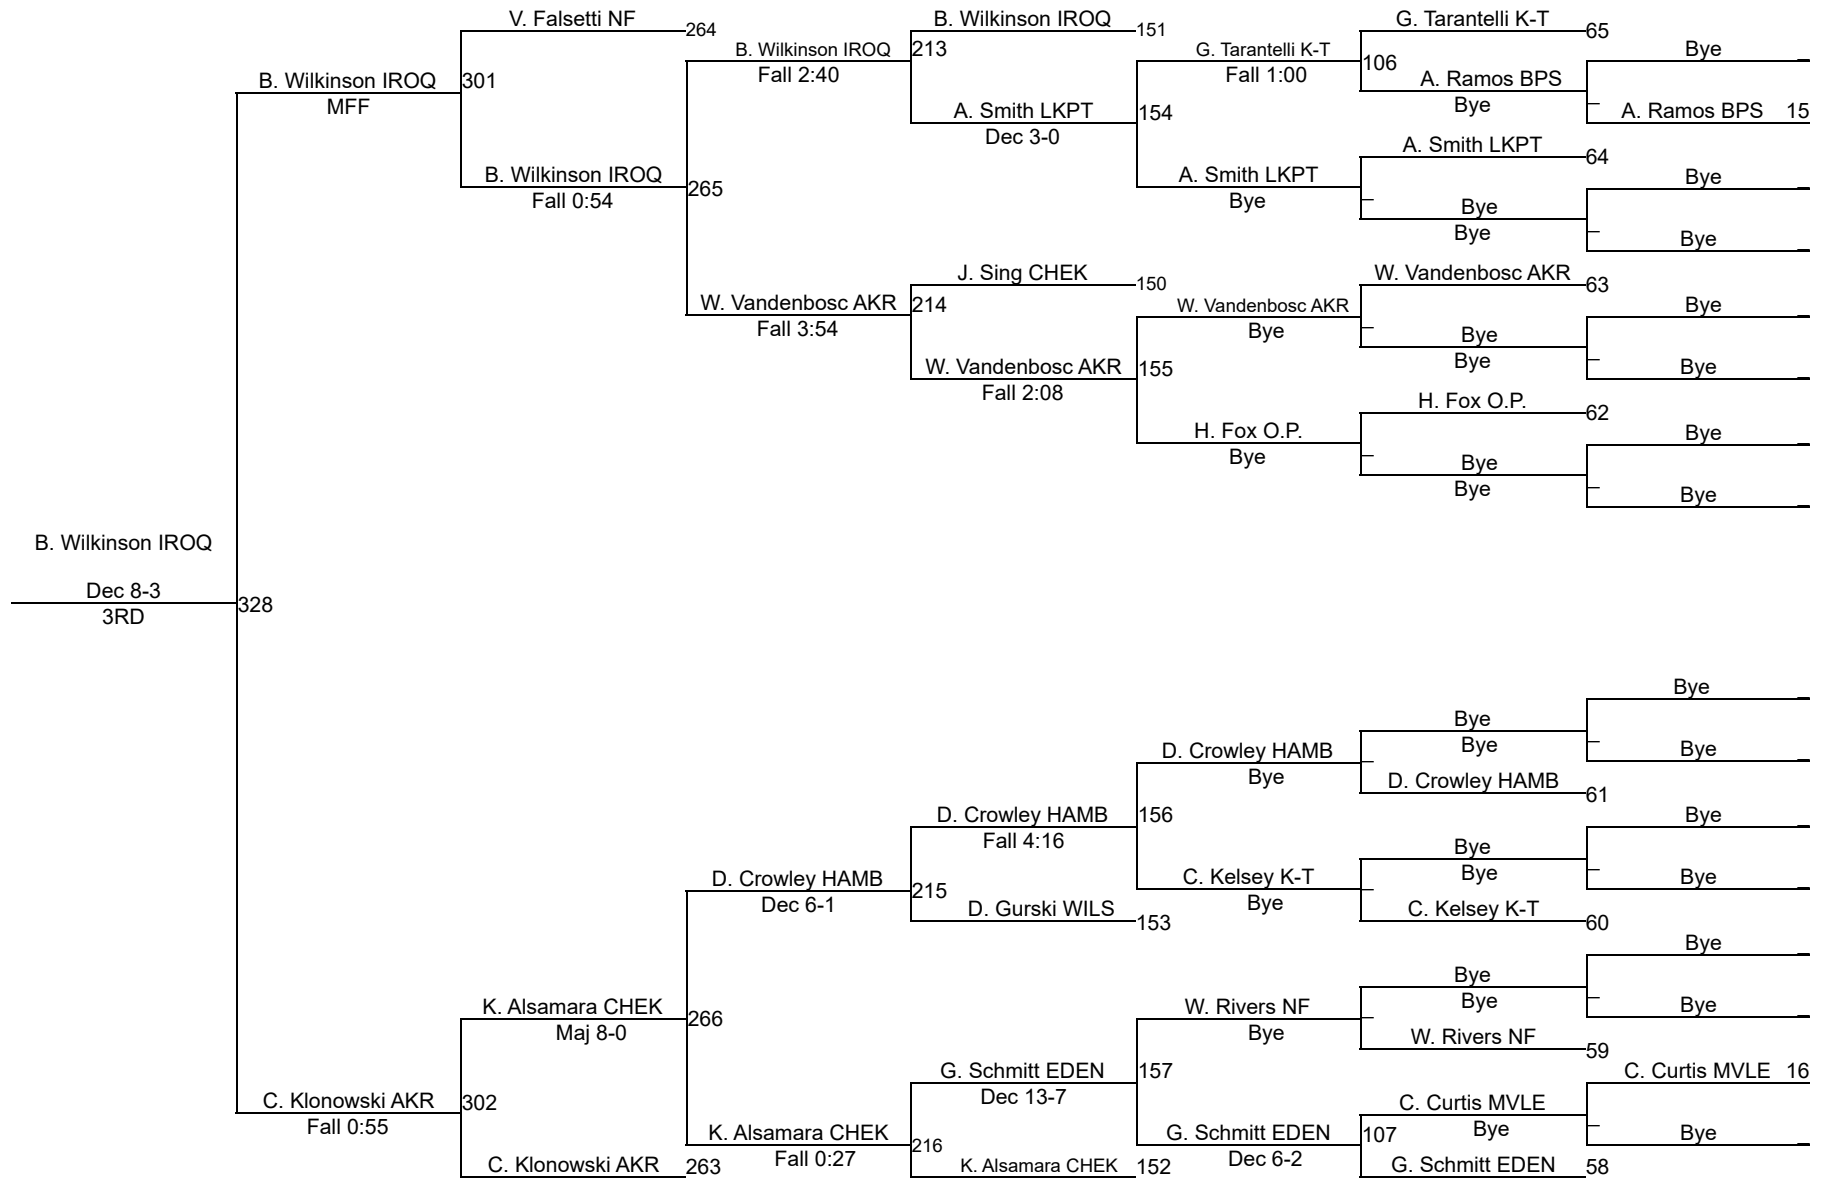 V. Falsetti NF
264
B. Wilkinson IROQ
151
G. Tarantelli K-T
65
B. Wilkinson IROQ
213
Fall 2:40
G. Tarantelli K-T
Fall 1:00
106
Bye
B. Wilkinson IROQ
301
MFF
A. Ramos BPS
Bye
A. Smith LKPT
Dec 3-0
154
A. Ramos BPS 15
A. Smith LKPT
64
B. Wilkinson IROQ
Fall 0:54
265
A. Smith LKPT
Bye
Bye
Bye
Bye
Bye
J. Sing CHEK
150
W. Vandenbosc AKR
63
W. Vandenbosc AKR
Fall 3:54
214
W. Vandenbosc AKR
Bye
Bye
Bye
Bye
W. Vandenbosc AKR
Fall 2:08
155
Bye
H. Fox O.P.
62
H. Fox O.P.
Bye
Bye
Bye
Bye
Bye
B. Wilkinson IROQ
Dec 8-3
3RD
328
Bye
Bye
Bye
Bye
D. Crowley HAMB
Bye
D. Crowley HAMB
61
D. Crowley HAMB
Fall 4:16
156
Bye
Bye
Bye
D. Crowley HAMB
Dec 6-1
215
C. Kelsey K-T
Bye
Bye
D. Gurski WILS
153
C. Kelsey K-T
60
Bye
Bye
Bye
K. Alsamara CHEK
Maj 8-0
266
W. Rivers NF
Bye
Bye
W. Rivers NF
59
G. Schmitt EDEN
Dec 13-7
157
C. Curtis MVLE 16
C. Klonowski AKR
Fall 0:55
302
C. Curtis MVLE
Bye
K. Alsamara CHEK
Fall 0:27
216
G. Schmitt EDEN
Dec 6-2
107
Bye
C. Klonowski AKR
263
K. Alsamara CHEK
152
G. Schmitt EDEN
58